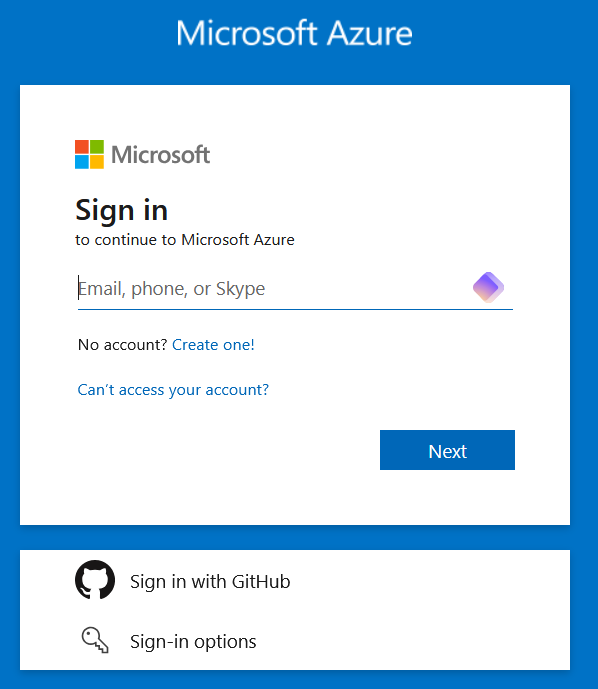 Microsoft Azure
Microsoft
Sign in
to continue to Microsoft Azure
Email, phone, or Skype
No account? Create one!
Can’t access your account?
Next
Sign in with GitHub
Sign-in options